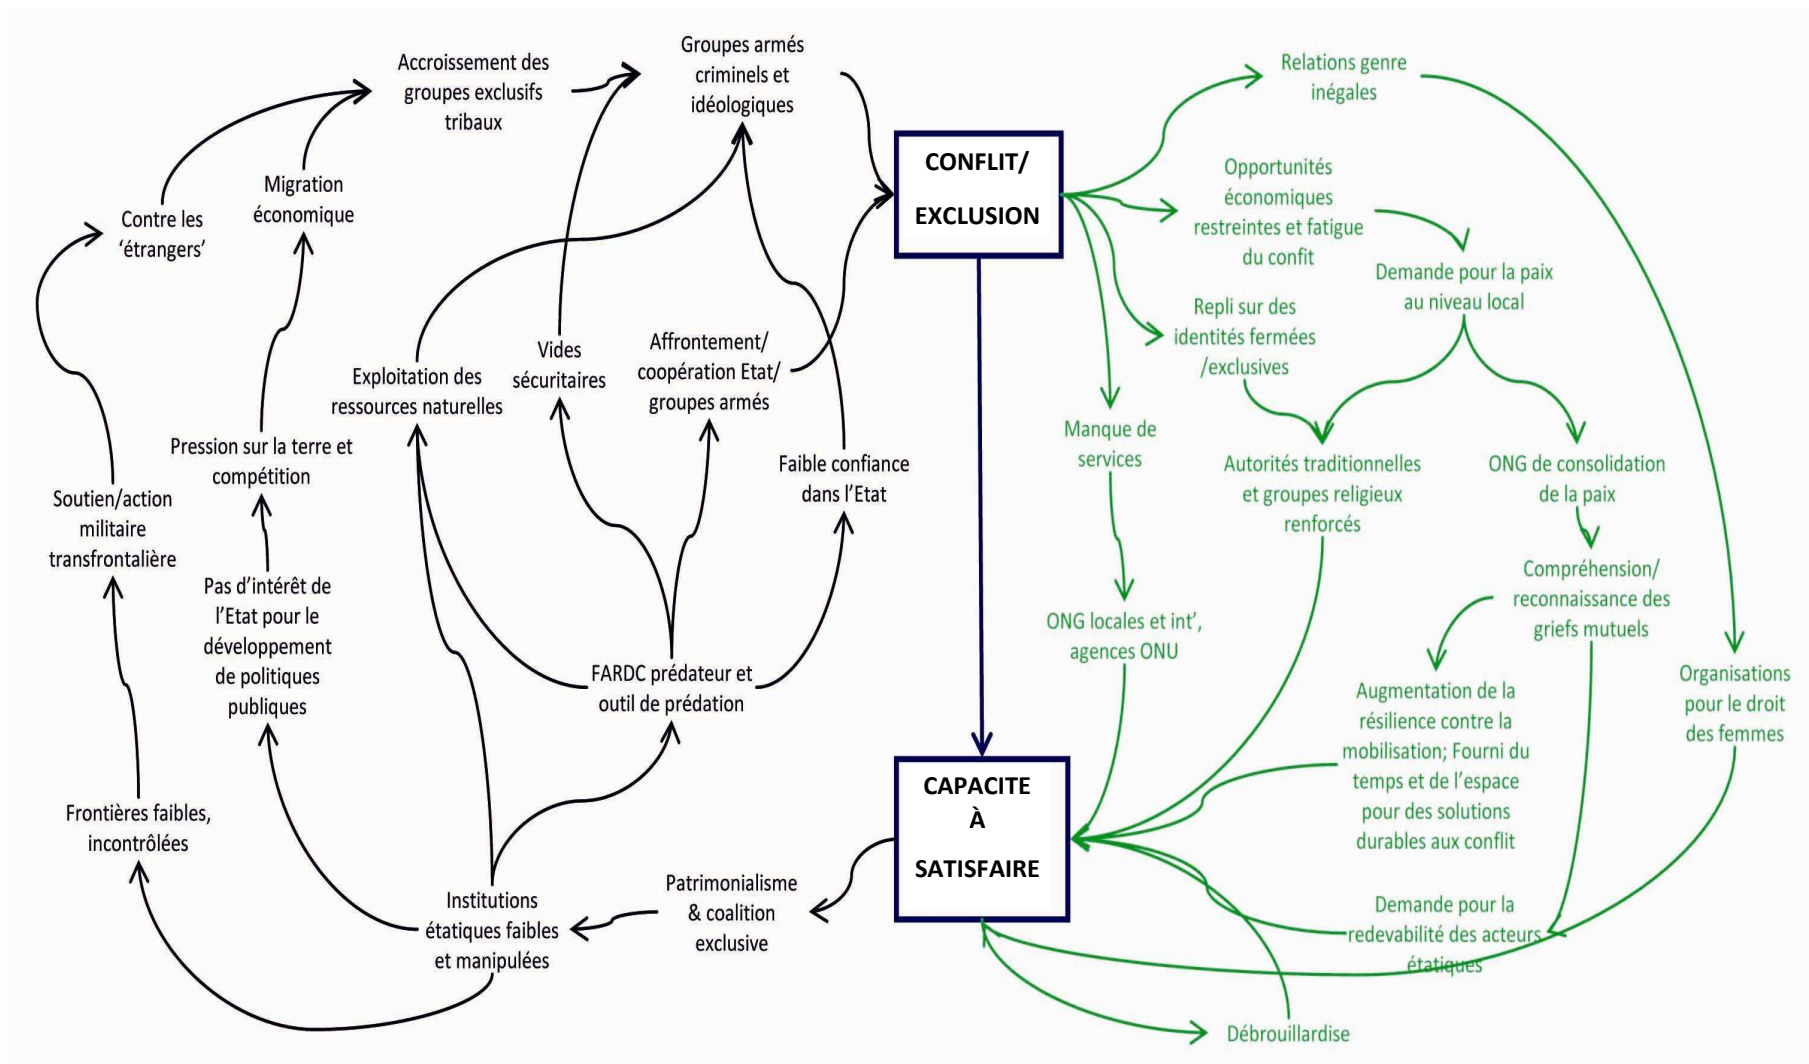 Accroissement des
groupes exclusifs
tribaux
Groupes armés
criminels et
idéologiques
Migration
économique
Contre les
‘étrangers’
Exploitation des
ressources naturelles
Vides
sécuritaires
Affrontement/
coopération Etat/
groupes armés
Pression sur la terre et
compétition
Faible confiance
dans l’Etat
Soutien/action
militaire
transfrontalière
Pas d’intérêt de
l’Etat pour le
développement
de politiques
publiques
FARDC prédateur et
outil de prédation
Frontières faibles,
incontrôlées
Institutions
étatiques faibles
et manipulées
Patrimonialisme
& coalition
exclusive
CONFLIT/
EXCLUSION
CAPACITE
À
SATISFAIRE
Relations genre
inégales
Opportunités
économiques
restreintes et fatigue
du confit
Demande pour la paix
au niveau local
Repli sur des
identités fermées
/exclusives
Manque de
services
Autorités traditionnelles
et groupes religieux
renforcés
ONG de consolidation
de la paix
Compréhension/
reconnaissance des
griefs mutuels
ONG locales et int’,
agences ONU
Organisations
pour le droit
des femmes
Augmentation de la
résilience contre la
mobilisation; Fourni du
temps et de l’espace
pour des solutions
durables aux conflit
Demande pour la
redevabilité des acteurs
étatiques
Débrouillardise